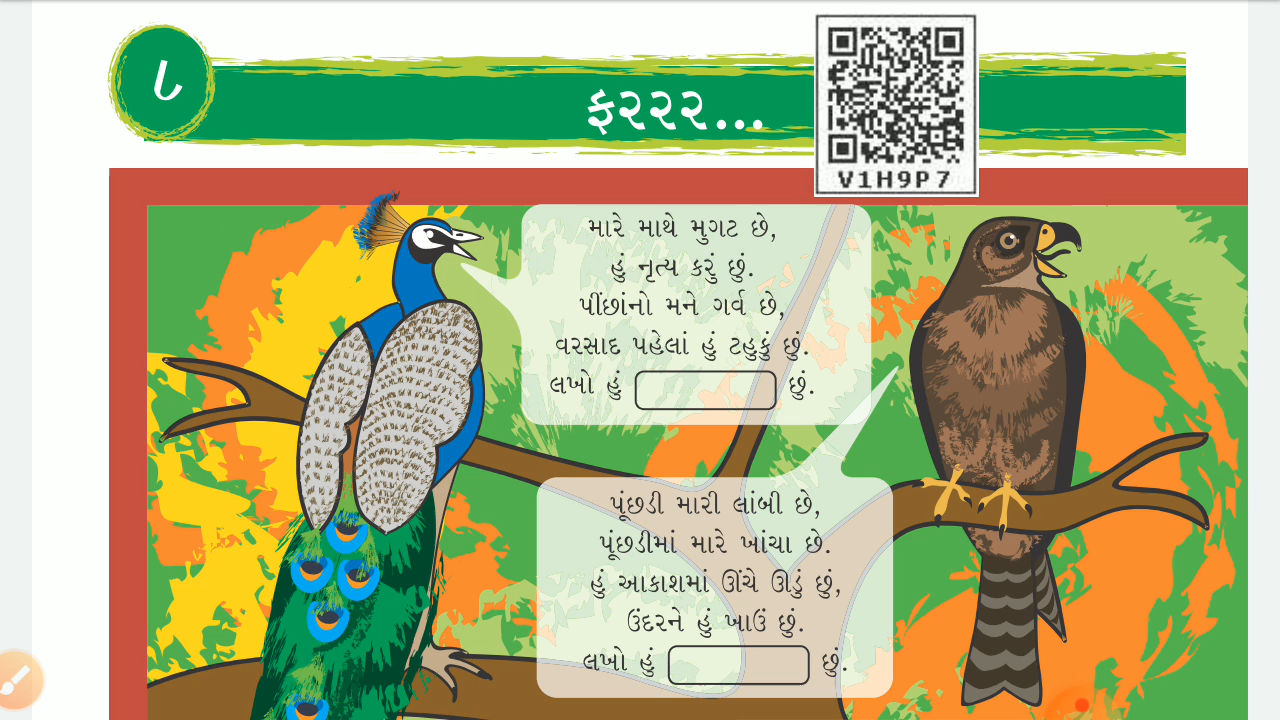 ૮
ફરરર...
V1H9P7
મારે માથે મુગટ છે,
હું નૃત્ય કરું છું.
પીંછાંનો મને ગર્વ છે,
વરસાદ પહેલાં હું ટહુકું છું.
લખો હું છું.
પૂંછડી મારી લાંબી છે,
પૂંછડીમાં મારે ખાંચા છે.
હું આકાશમાં ઊંચે ઊડું છું,
ઉંદરને હું ખાઉં છું.
લખો હું છું.